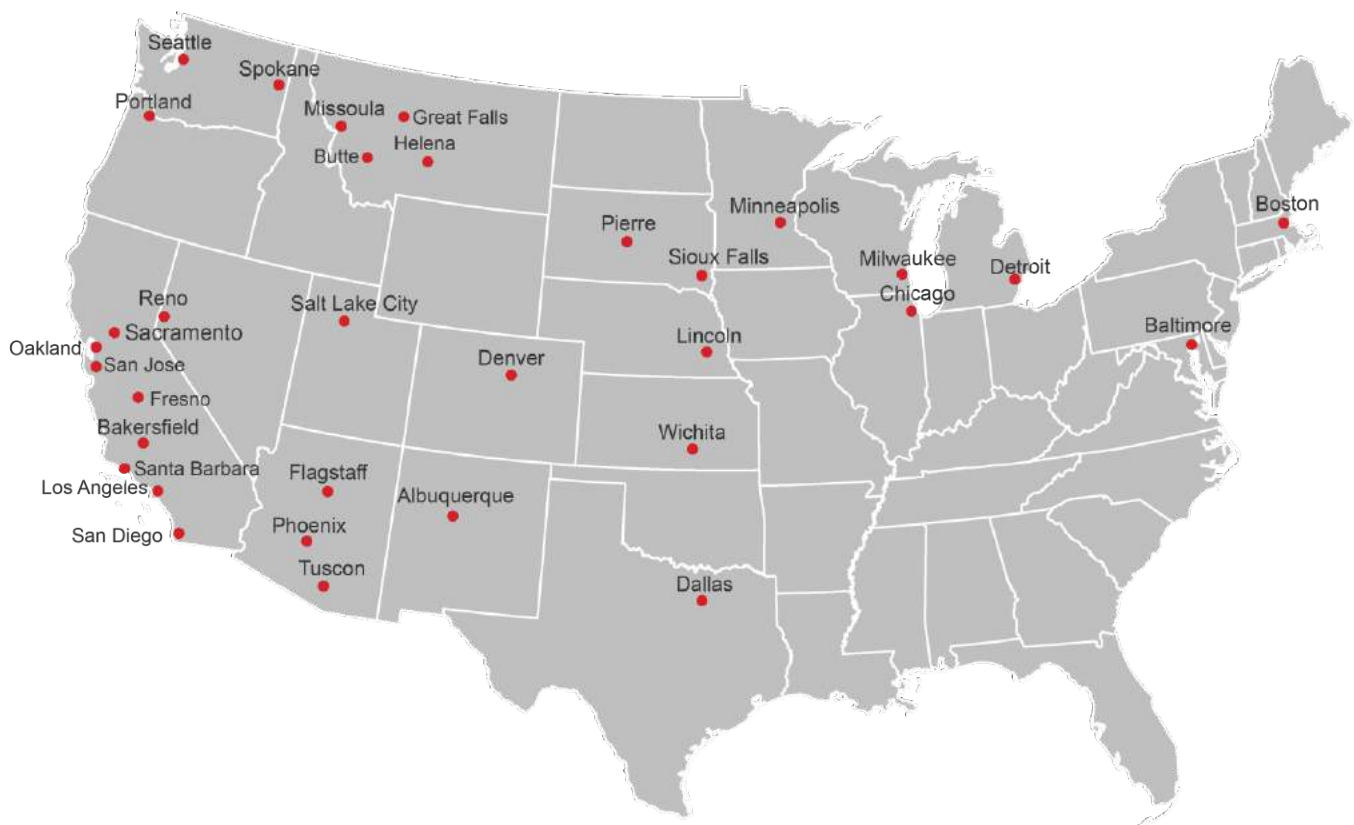 Seattle
Spokane
Portland
Missoula
Great Falls
Butte
Helena
Minneapolis
Boston
Pierre
Sioux Falls
Milwaukee
Detroit
Reno
Salt Lake City
Chicago
Sacramento
Baltimore
Oakland
Lincoln
San Jose
Denver
Fresno
Bakersfield
Wichita
Santa Barbara
Flagstaff
Los Angeles
Albuquerque
San Diego
Phoenix
Tuscon
Dallas